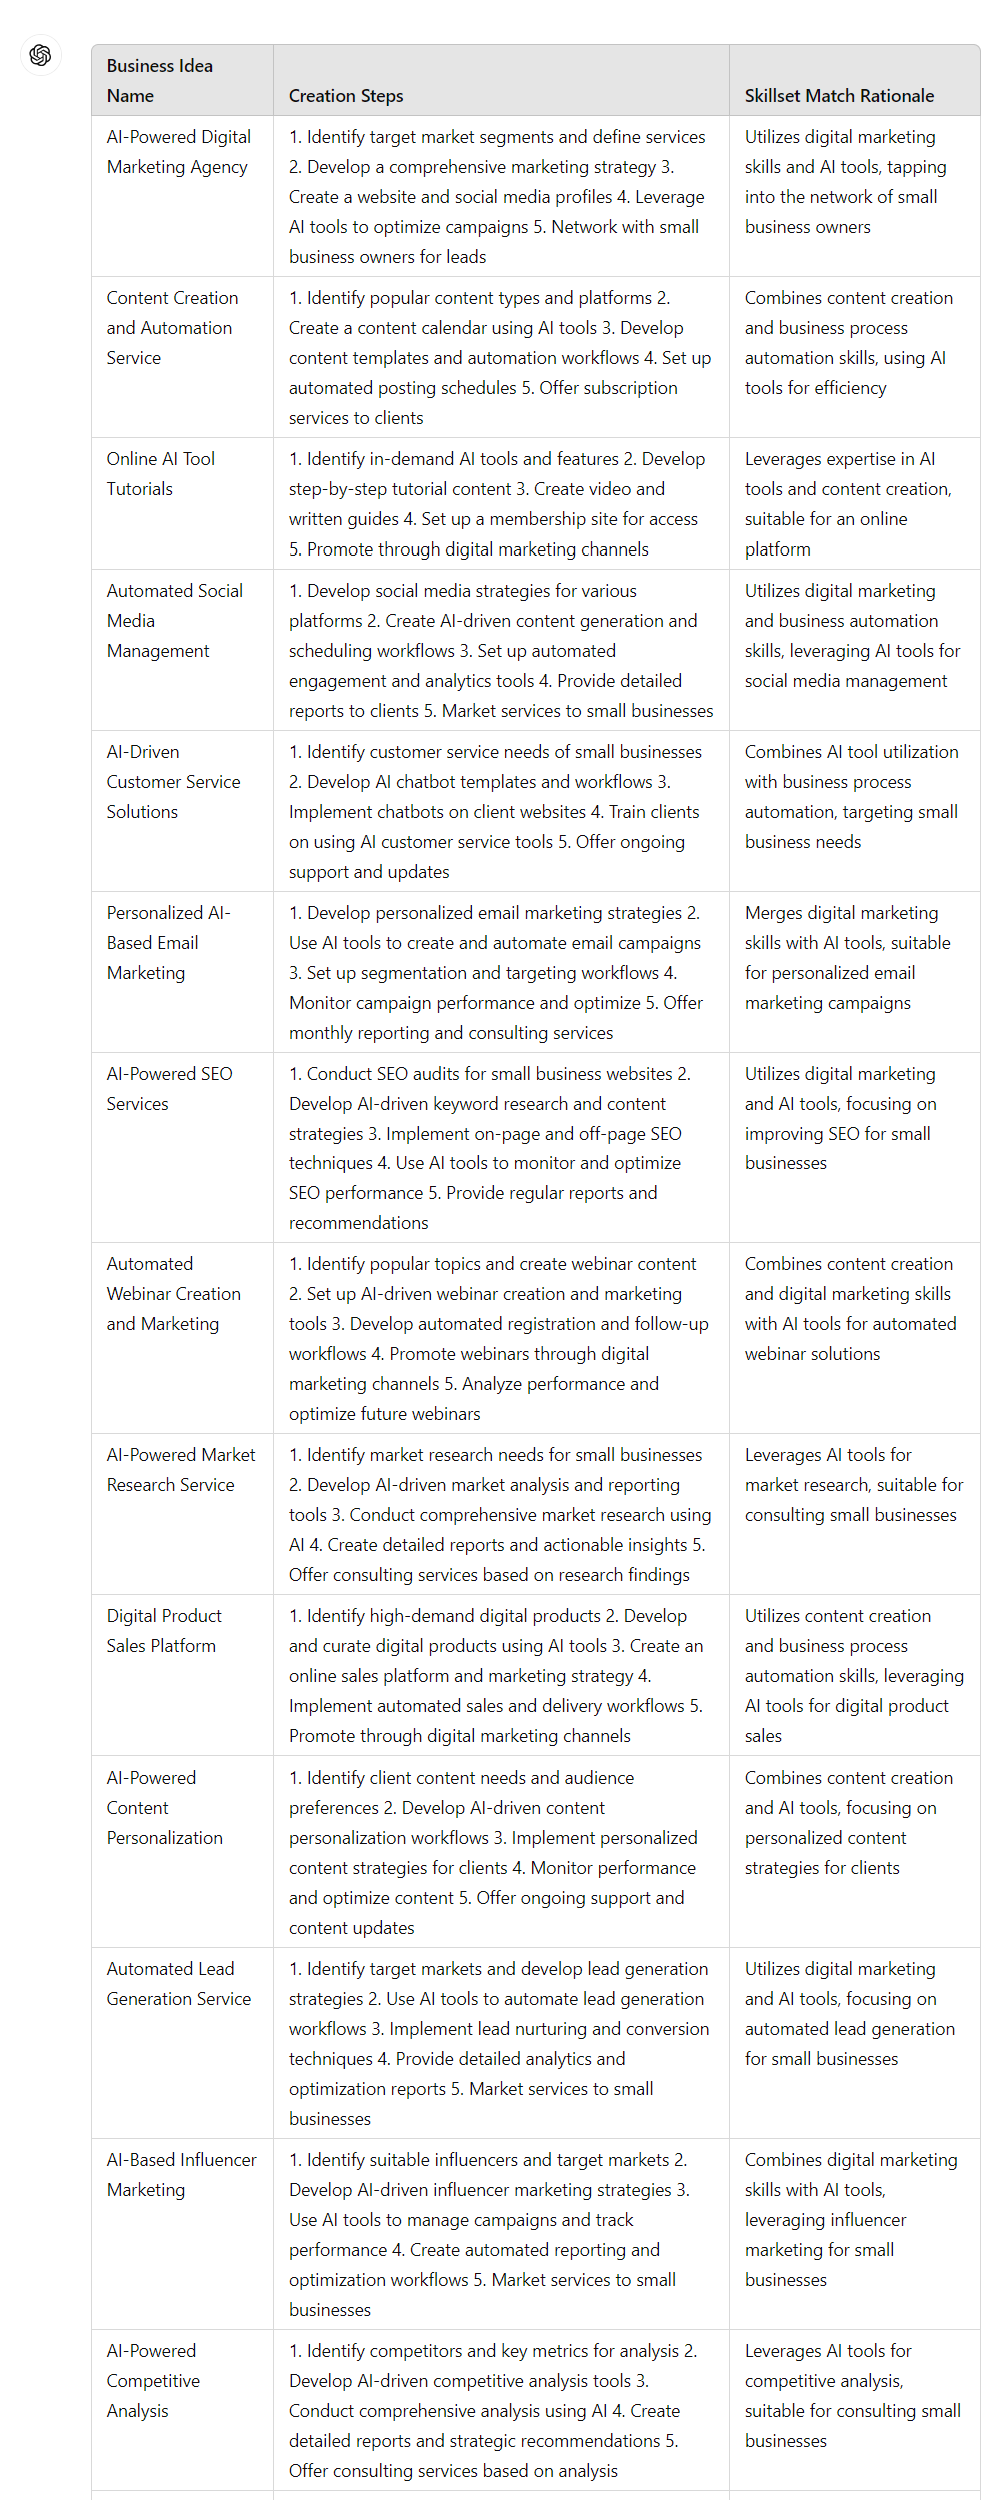 Business Idea
Name
Creation Steps
Skillset Match Rationale
AI-Powered Digital
Marketing Agency
1. Identify target market segments and define services
2. Develop a comprehensive marketing strategy 3.
Create a website and social media profiles 4. Leverage
AI tools to optimize campaigns 5. Network with small
business owners for leads
Utilizes digital marketing
skills and AI tools, tapping
into the network of small
business owners
Content Creation
and Automation
Service
1. Identify popular content types and platforms 2.
Create a content calendar using AI tools 3. Develop
content templates and automation workflows 4. Set up
automated posting schedules 5. Offer subscription
services to clients
Combines content creation
and business process
automation skills, using AI
tools for efficiency
Online AI Tool
Tutorials
1. Identify in-demand AI tools and features 2. Develop
step-by-step tutorial content 3. Create video and
written guides 4. Set up a membership site for access
5. Promote through digital marketing channels
Leverages expertise in AI
tools and content creation,
suitable for an online
platform
Automated Social
Media
Management
1. Develop social media strategies for various
platforms 2. Create AI-driven content generation and
scheduling workflows 3. Set up automated
engagement and analytics tools 4. Provide detailed
reports to clients 5. Market services to small businesses
Utilizes digital marketing
and business automation
skills, leveraging AI tools for
social media management
AI-Driven
Customer Service
Solutions
1. Identify customer service needs of small businesses
2. Develop AI chatbot templates and workflows 3.
Implement chatbots on client websites 4. Train clients
on using AI customer service tools 5. Offer ongoing
support and updates
Combines AI tool utilization
with business process
automation, targeting small
business needs
Personalized AI-
Based Email
Marketing
1. Develop personalized email marketing strategies 2.
Use AI tools to create and automate email campaigns
3. Set up segmentation and targeting workflows 4.
Monitor campaign performance and optimize 5. Offer
monthly reporting and consulting services
Merges digital marketing
skills with AI tools, suitable
for personalized email
marketing campaigns
AI-Powered SEO
Services
1. Conduct SEO audits for small business websites 2.
Develop AI-driven keyword research and content
strategies 3. Implement on-page and off-page SEO
techniques 4. Use AI tools to monitor and optimize
SEO performance 5. Provide regular reports and
recommendations
Utilizes digital marketing
and AI tools, focusing on
improving SEO for small
businesses
Automated
Webinar Creation
and Marketing
1. Identify popular topics and create webinar content
2. Set up AI-driven webinar creation and marketing
tools 3. Develop automated registration and follow-up
workflows 4. Promote webinars through digital
marketing channels 5. Analyze performance and
optimize future webinars
Combines content creation
and digital marketing skills
with AI tools for automated
webinar solutions
AI-Powered Market
Research Service
1. Identify market research needs for small businesses
2. Develop AI-driven market analysis and reporting
tools 3. Conduct comprehensive market research using
AI 4. Create detailed reports and actionable insights 5.
Offer consulting services based on research findings
Leverages AI tools for
market research, suitable for
consulting small businesses
Digital Product
Sales Platform
1. Identify high-demand digital products 2. Develop
and curate digital products using AI tools 3. Create an
online sales platform and marketing strategy 4.
Implement automated sales and delivery workflows 5.
Promote through digital marketing channels
Utilizes content creation
and business process
automation skills, leveraging
AI tools for digital product
sales
AI-Powered
Content
Personalization
1. Identify client content needs and audience
preferences 2. Develop AI-driven content
personalization workflows 3. Implement personalized
content strategies for clients 4. Monitor performance
and optimize content 5. Offer ongoing support and
content updates
Combines content creation
and AI tools, focusing on
personalized content
strategies for clients
Automated Lead
Generation Service
1. Identify target markets and develop lead generation
strategies 2. Use AI tools to automate lead generation
workflows 3. Implement lead nurturing and conversion
techniques 4. Provide detailed analytics and
optimization reports 5. Market services to small
businesses
Utilizes digital marketing
and AI tools, focusing on
automated lead generation
for small businesses
AI-Based Influencer
Marketing
1. Identify suitable influencers and target markets 2.
Develop AI-driven influencer marketing strategies 3.
Use AI tools to manage campaigns and track
performance 4. Create automated reporting and
optimization workflows 5. Market services to small
businesses
Combines digital marketing
skills with AI tools,
leveraging influencer
marketing for small
businesses
AI-Powered
Competitive
Analysis
1. Identify competitors and key metrics for analysis 2.
Develop AI-driven competitive analysis tools 3.
Conduct comprehensive analysis using AI 4. Create
detailed reports and strategic recommendations 5.
Offer consulting services based on analysis
Leverages AI tools for
competitive analysis,
suitable for consulting small
businesses